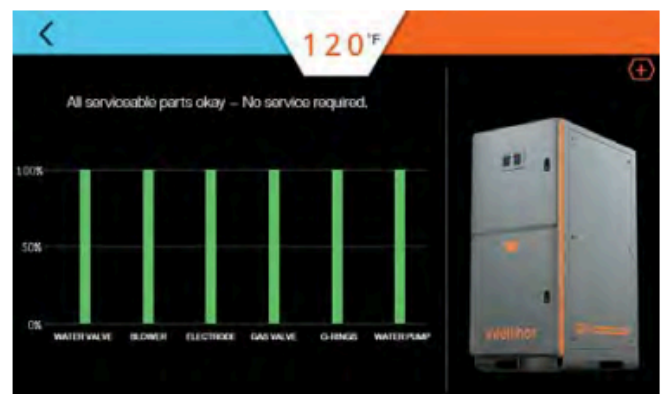 120°F
All serviceable parts okay – No service required.
100%
50%
0%
WATER VALVE BLOWER ELECTRODE GAS VALVE O-RINGS WATER PUMP